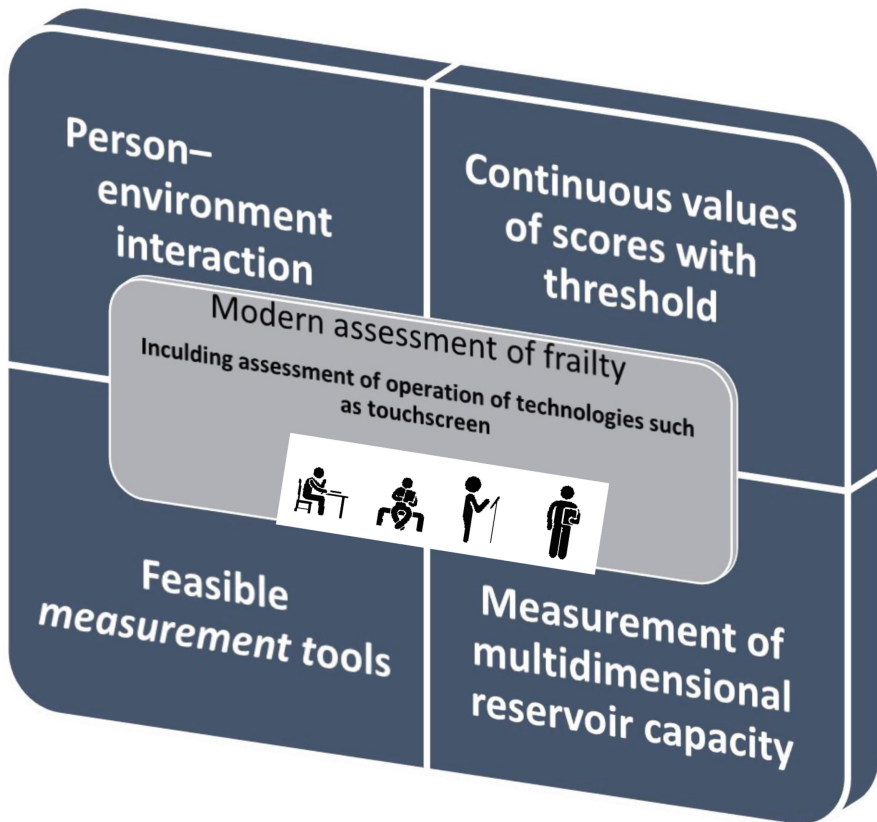 Person–
environment
interaction
Continuous values
of scores with
threshold
Modern assessment of frailty
Inculding assessment of operation of technologies such
as touchscreen
Feasible
measurement tools
Measurement of
multidimensional
reservoir capacity